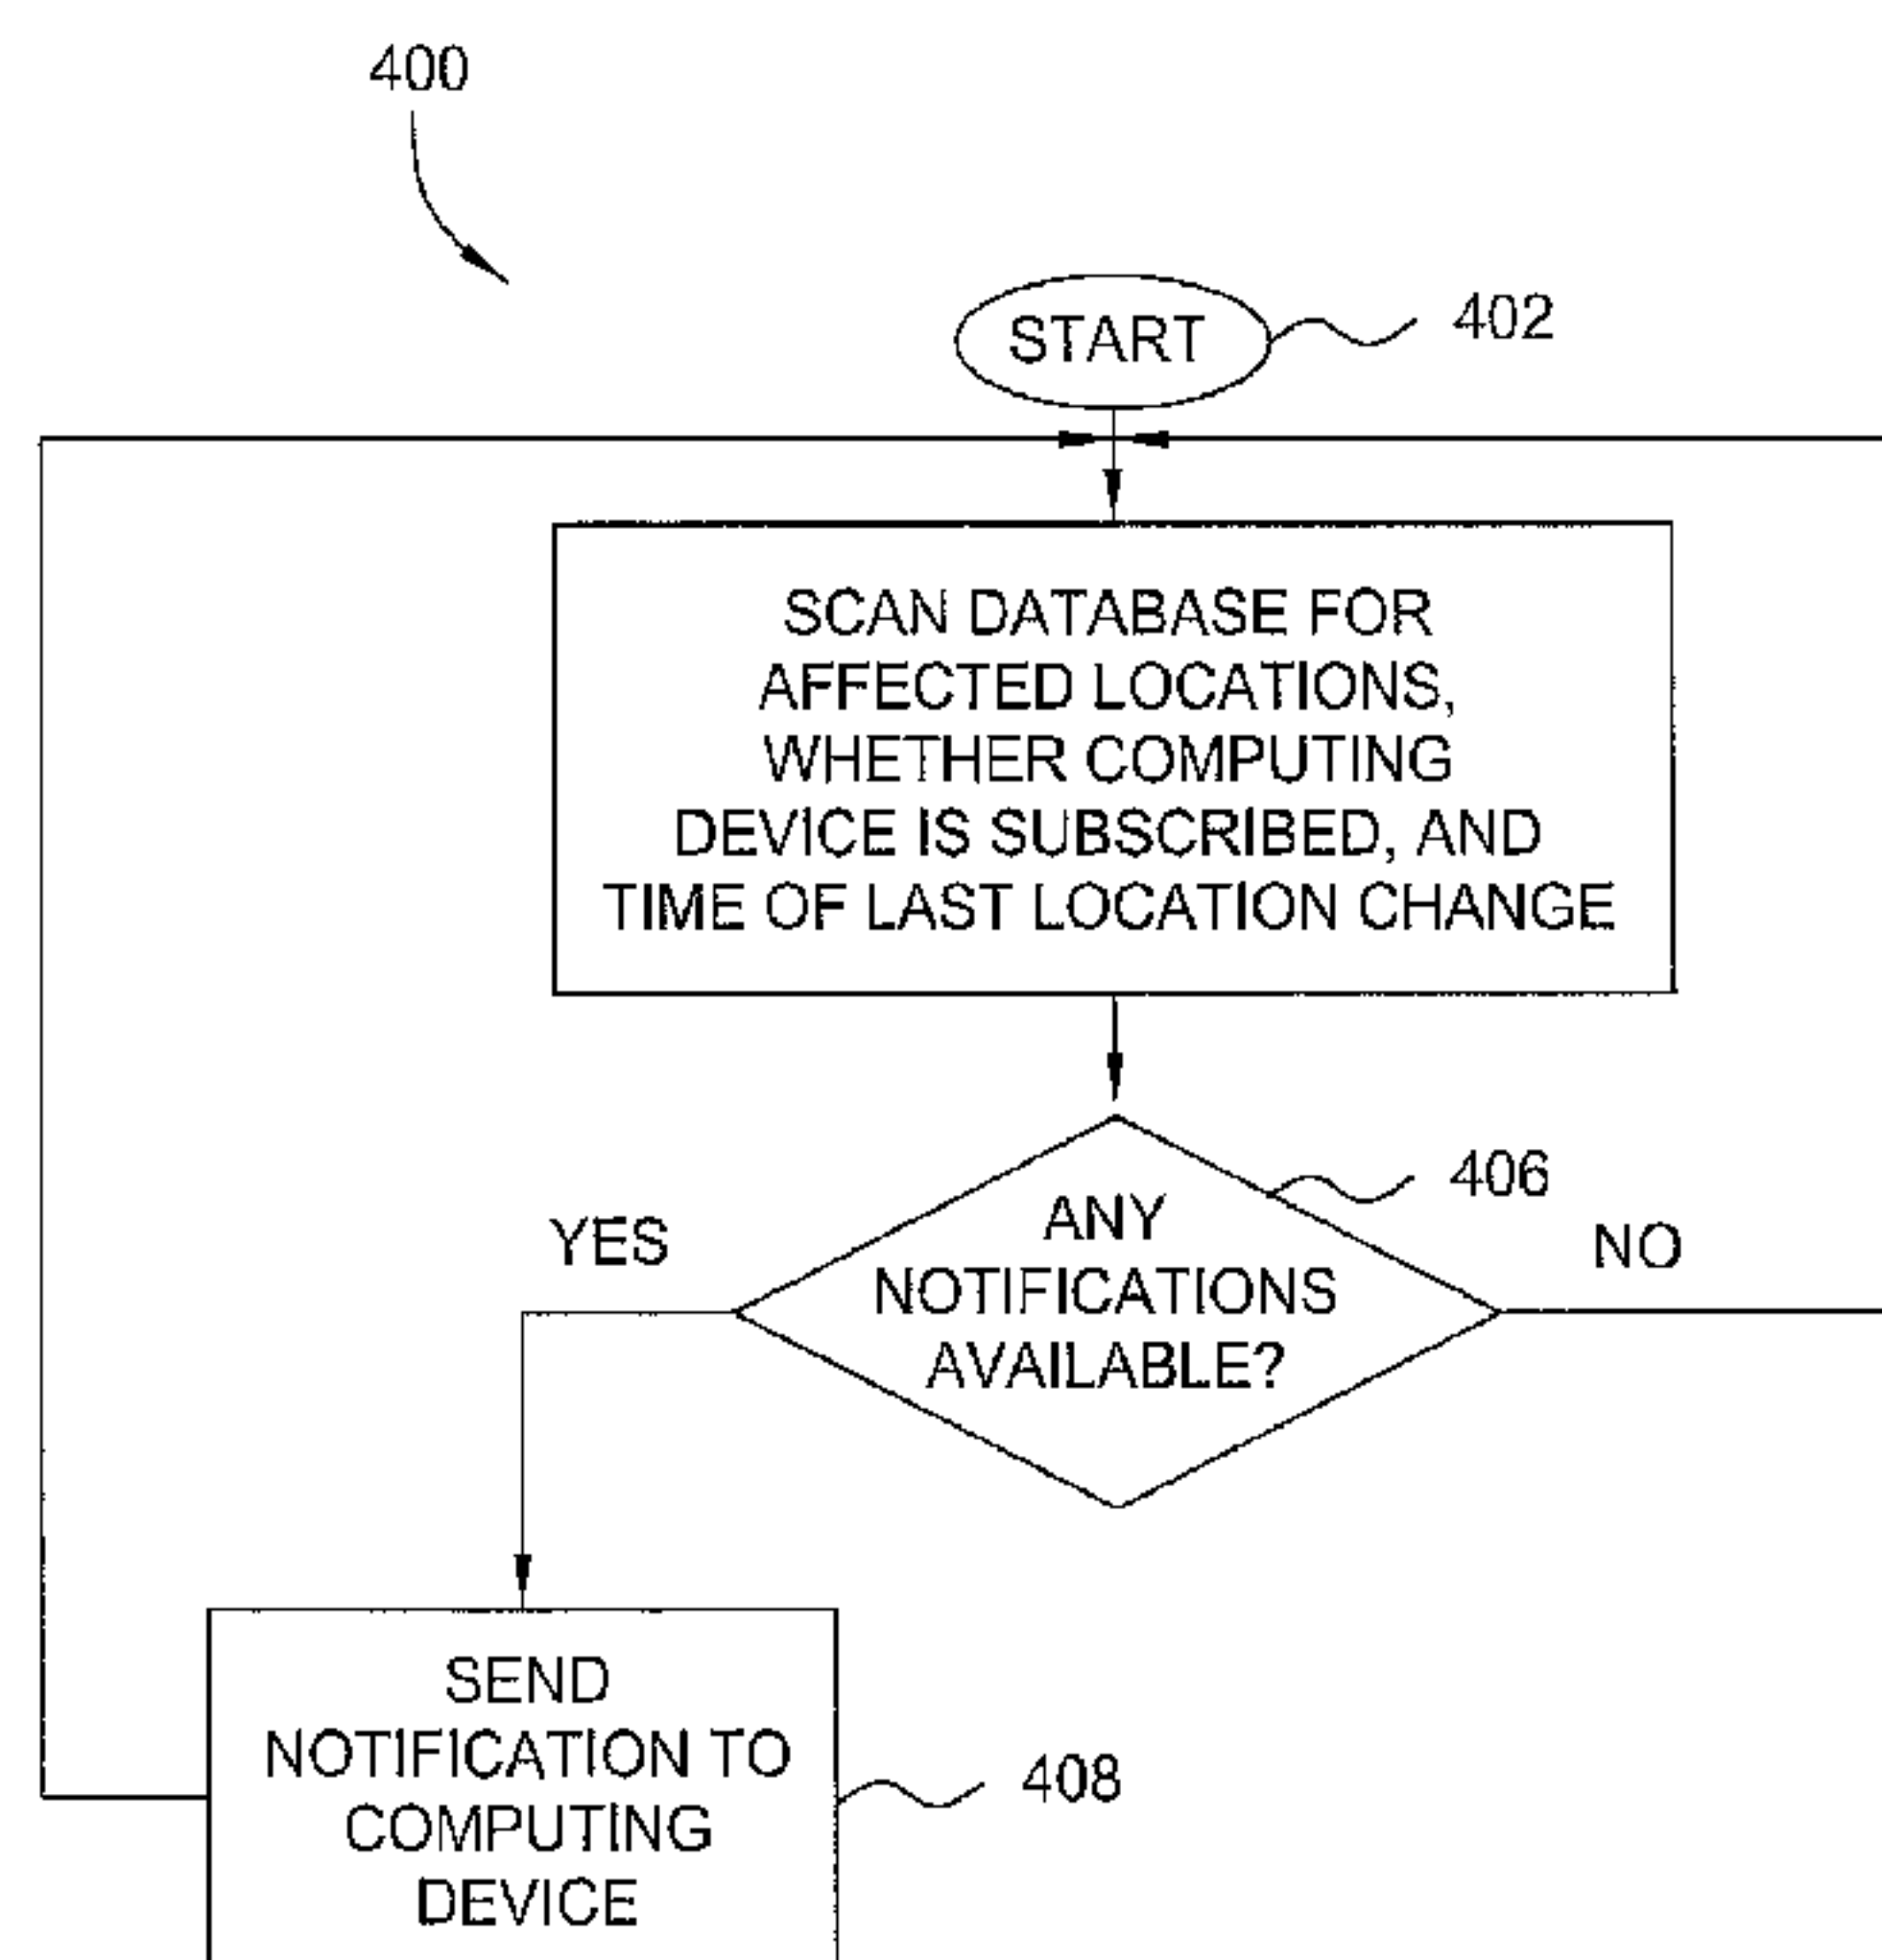 400
START
402
SCAN DATABASE FOR
AFFECTED LOCATIONS,
WHETHER COMPUTING
DEVICE IS SUBSCRIBED, AND
TIME OF LAST LOCATION CHANGE
406
YES
ANY
NOTIFICATIONS
AVAILABLE?
NO
SEND
NOTIFICATION TO
COMPUTING
DEVICE
408